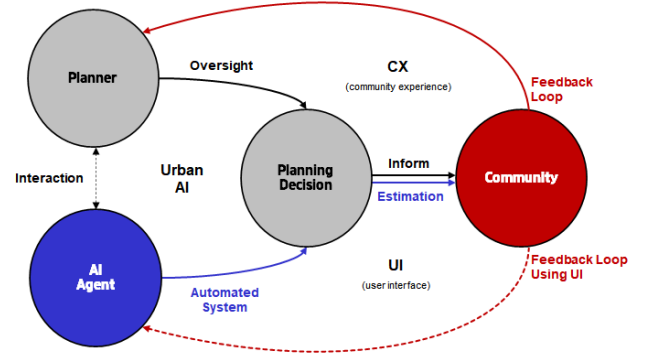 Planner
Oversight
CX
(community experience)
Feedback
Loop
Interaction
Urban
AI
Planning
Decision
Inform
Estimation
Community
AI
Agent
Automated
System
UI
(user interface)
Feedback Loop
Using UI